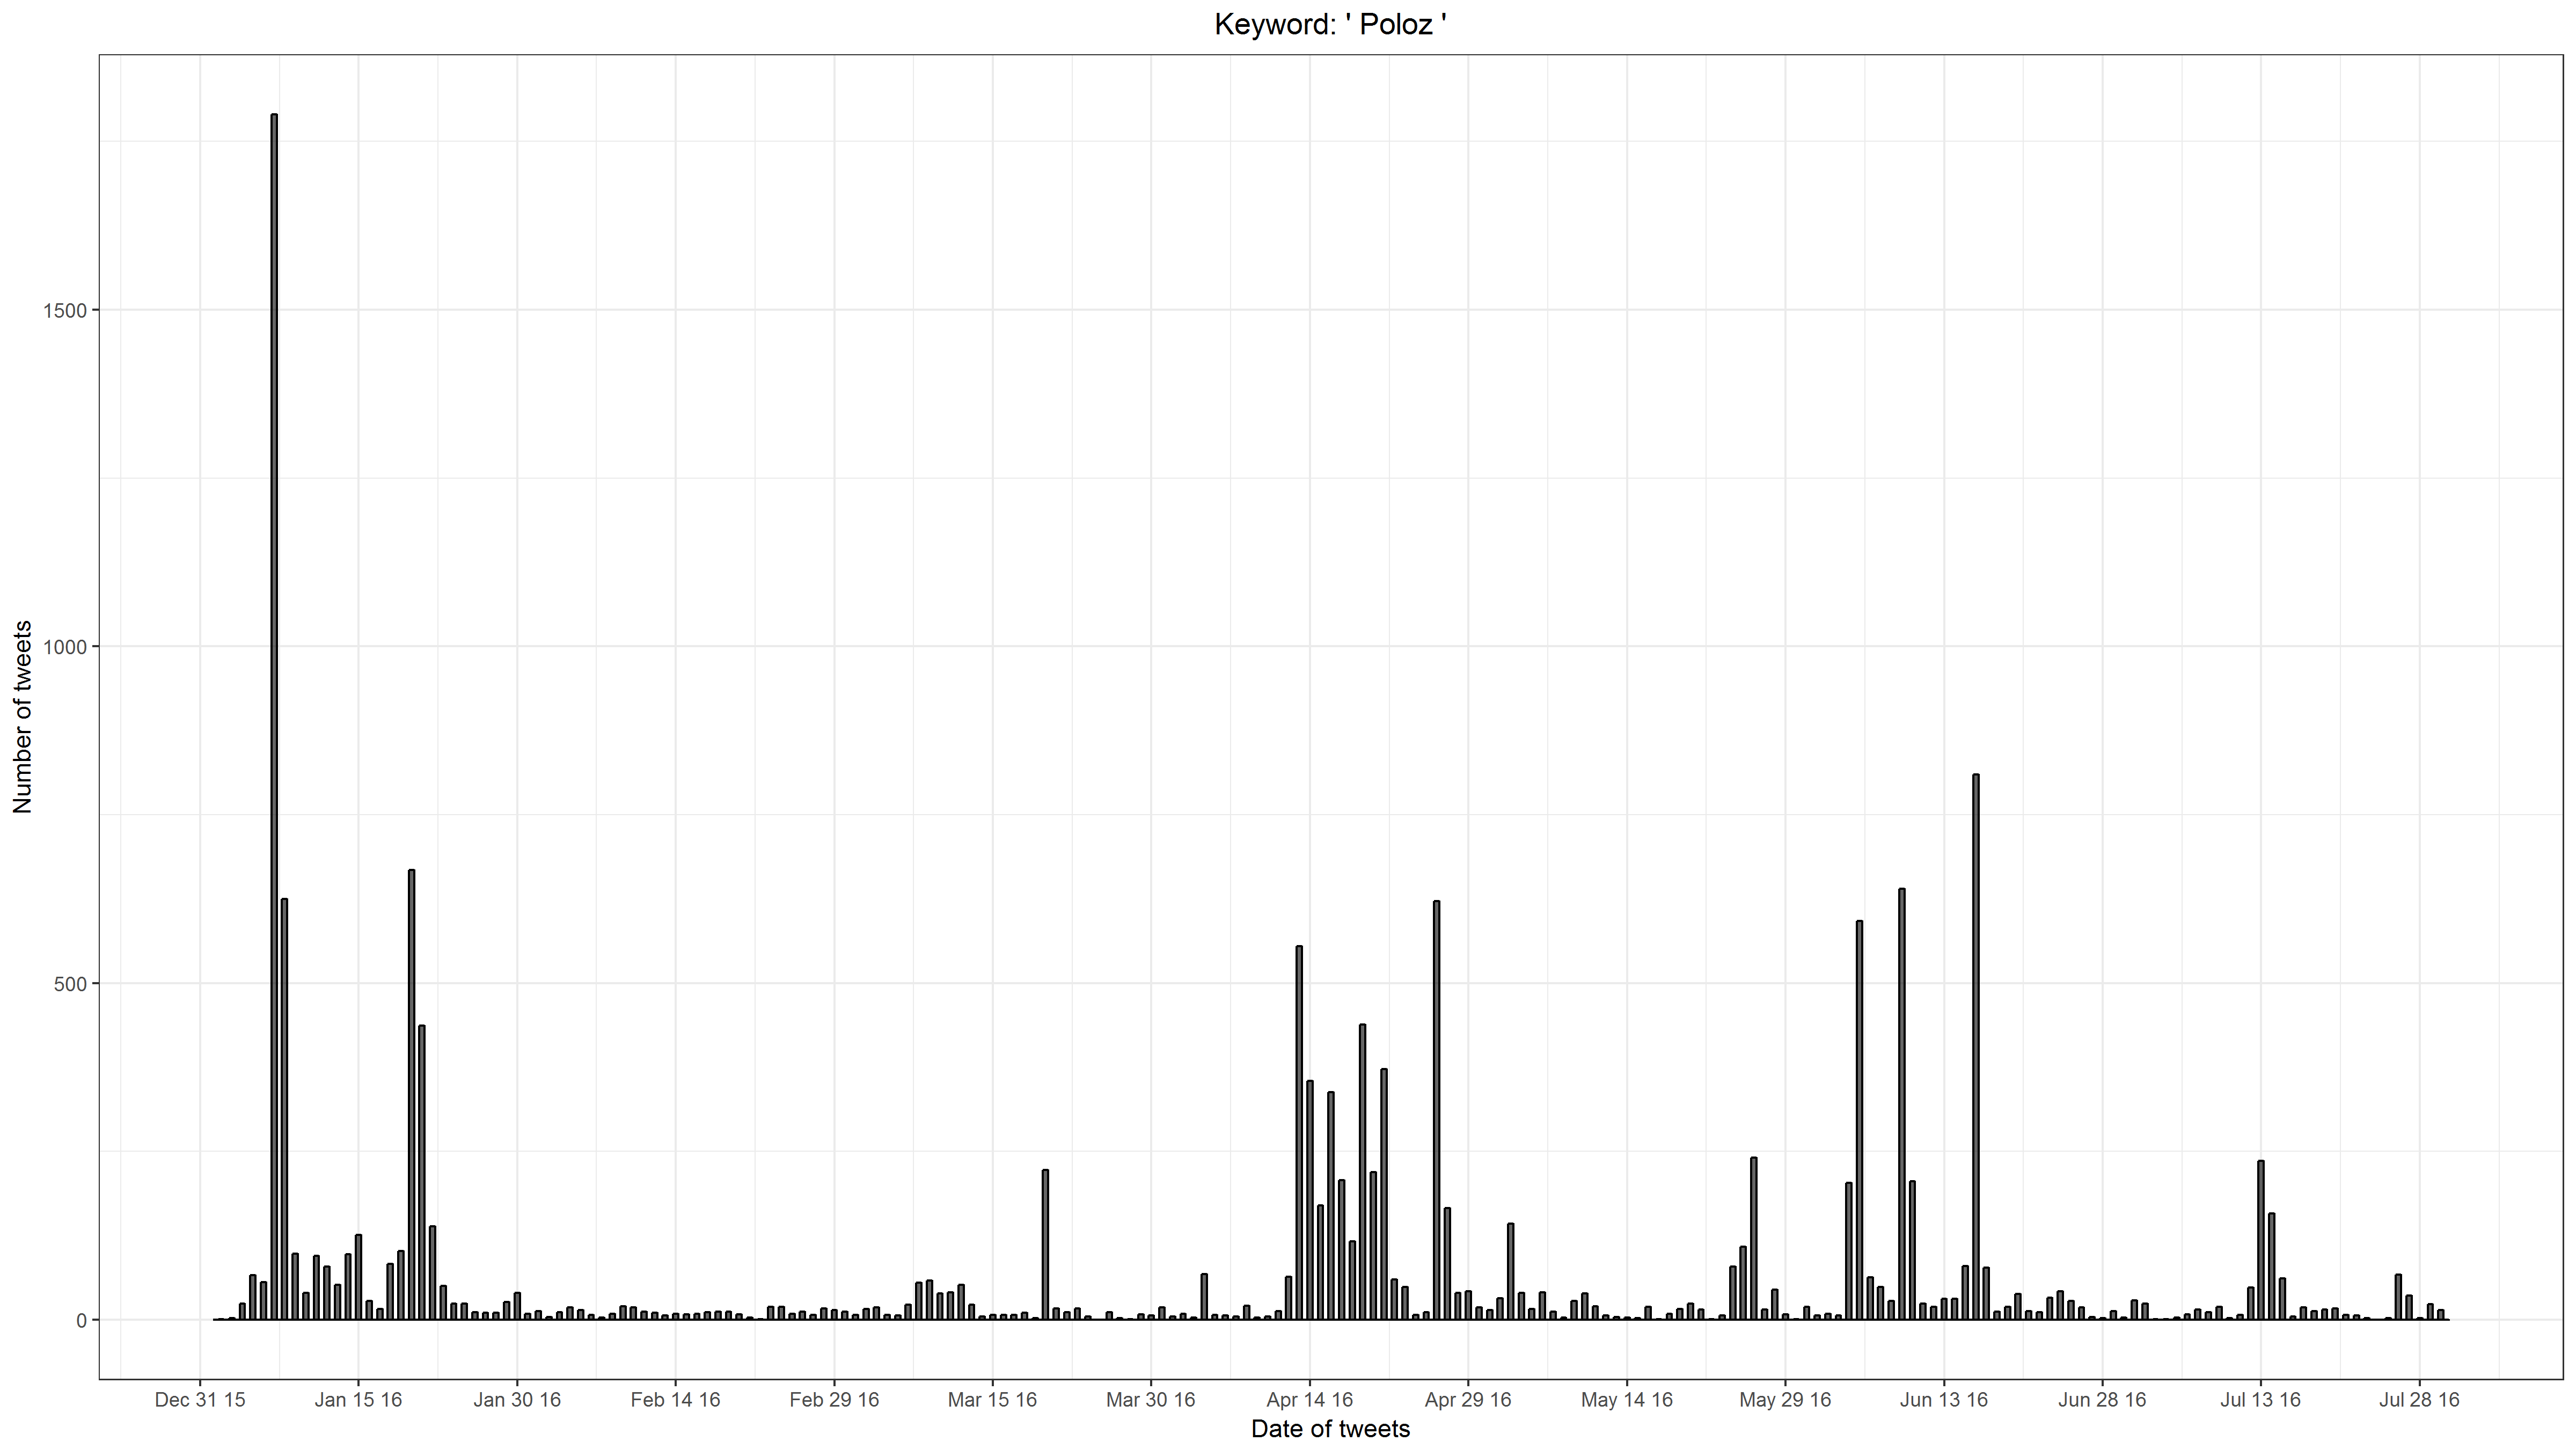 Keyword: ' Poloz '
Number of tweets
1500
1000
500
0
Dec 31 15 Jan 15 16 Jan 30 16 Feb 14 16 Feb 29 16 Mar 15 16 Mar 30 16 Apr 14 16 Apr 29 16 May 14 16 May 29 16 Jun 13 16 Jun 28 16 Jul 13 16 Jul 28 16
Date of tweets